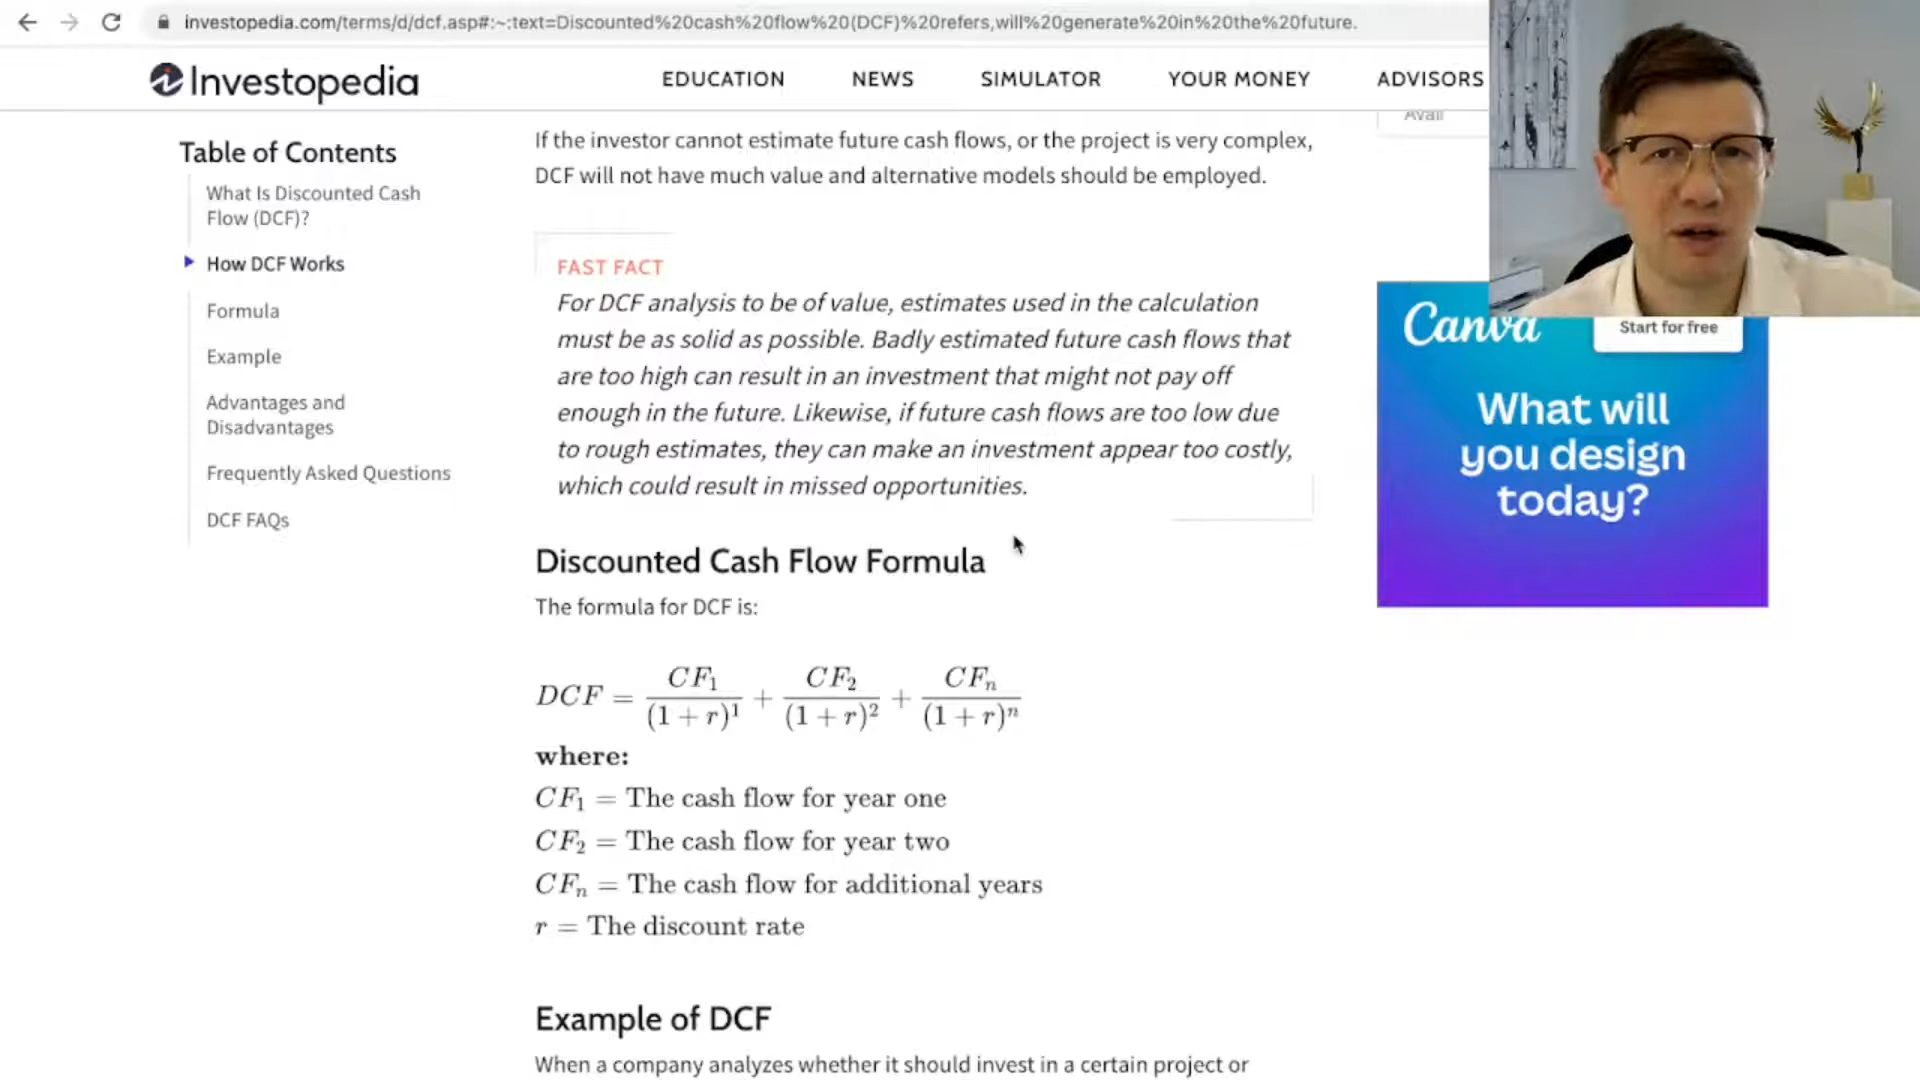 investopedia.com/terms/d/dcf.asp#:~:text=Discounted%20cash%20flow%20(DCF)%20refers,will%20generate%20in%20the%20future.
Investopedia
EDUCATION NEWS SIMULATOR YOUR MONEY ADVISORS
Table of Contents
What Is Discounted Cash
Flow (DCF)?
How DCF Works
Formula
Example
Advantages and
Disadvantages
Frequently Asked Questions
DCF FAQs
If the investor cannot estimate future cash flows, or the project is very complex,
DCF will not have much value and alternative models should be employed.
FAST FACT
For DCF analysis to be of value, estimates used in the calculation
must be as solid as possible. Badly estimated future cash flows that
are too high can result in an investment that might not pay off
enough in the future. Likewise, if future cash flows are too low due
to rough estimates, they can make an investment appear too costly,
which could result in missed opportunities.
Discounted Cash Flow Formula
The formula for DCF is:
DCF = CF₁/(1 + r)¹ + CF₂/(1 + r)² + CFₙ/(1 + r)ⁿ
where:
CF₁ = The cash flow for year one
CF₂ = The cash flow for year two
CFₙ = The cash flow for additional years
r = The discount rate
Example of DCF
When a company analyzes whether it should invest in a certain project or
Canva
Start for free
What will
you design
today?